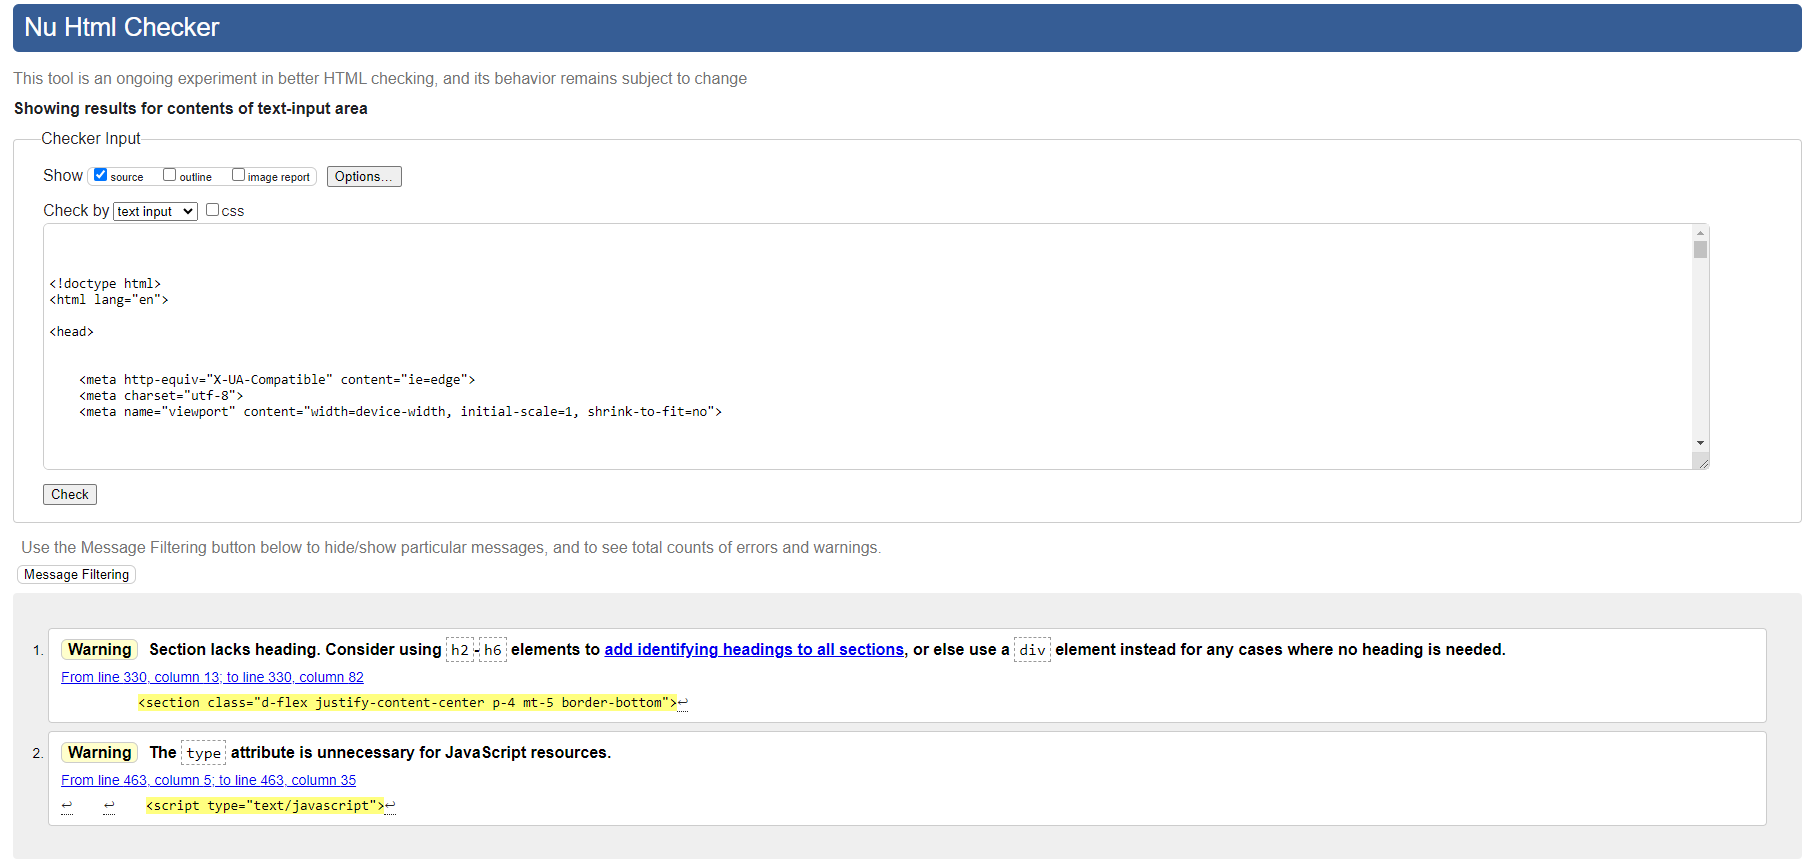 Nu Html Checker
This tool is an ongoing experiment in better HTML checking, and its behavior remains subject to change
Showing results for contents of text-input area
Checker Input
Show source outline image report Options...
Check by text input css
<!doctype html>
<html lang="en">
<head>
<meta http-equiv="X-UA-Compatible" content="ie=edge">
<meta charset="utf-8">
<meta name="viewport" content="width=device-width, initial-scale=1, shrink-to-fit=no">
Check
Use the Message Filtering button below to hide/show particular messages, and to see total counts of errors and warnings.
Message Filtering
1. Warning Section lacks heading. Consider using h2-h6 elements to add identifying headings to all sections, or else use a div element instead for any cases where no heading is needed.
From line 330, column 13; to line 330, column 82
<section class="d-flex justify-content-center p-4 mt-5 border-bottom">↩
2. Warning The type attribute is unnecessary for JavaScript resources.
From line 463, column 5; to line 463, column 35
↩ ↩ <script type="text/javascript">↩